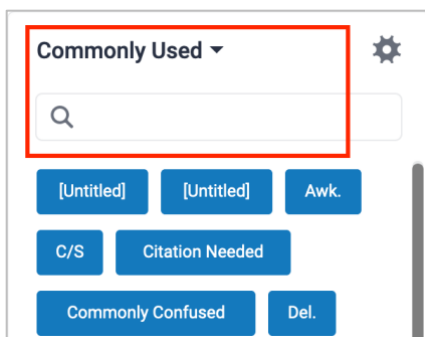 Commonly Used
[Untitled] [Untitled] Awk.
C/S Citation Needed
Commonly Confused Del.